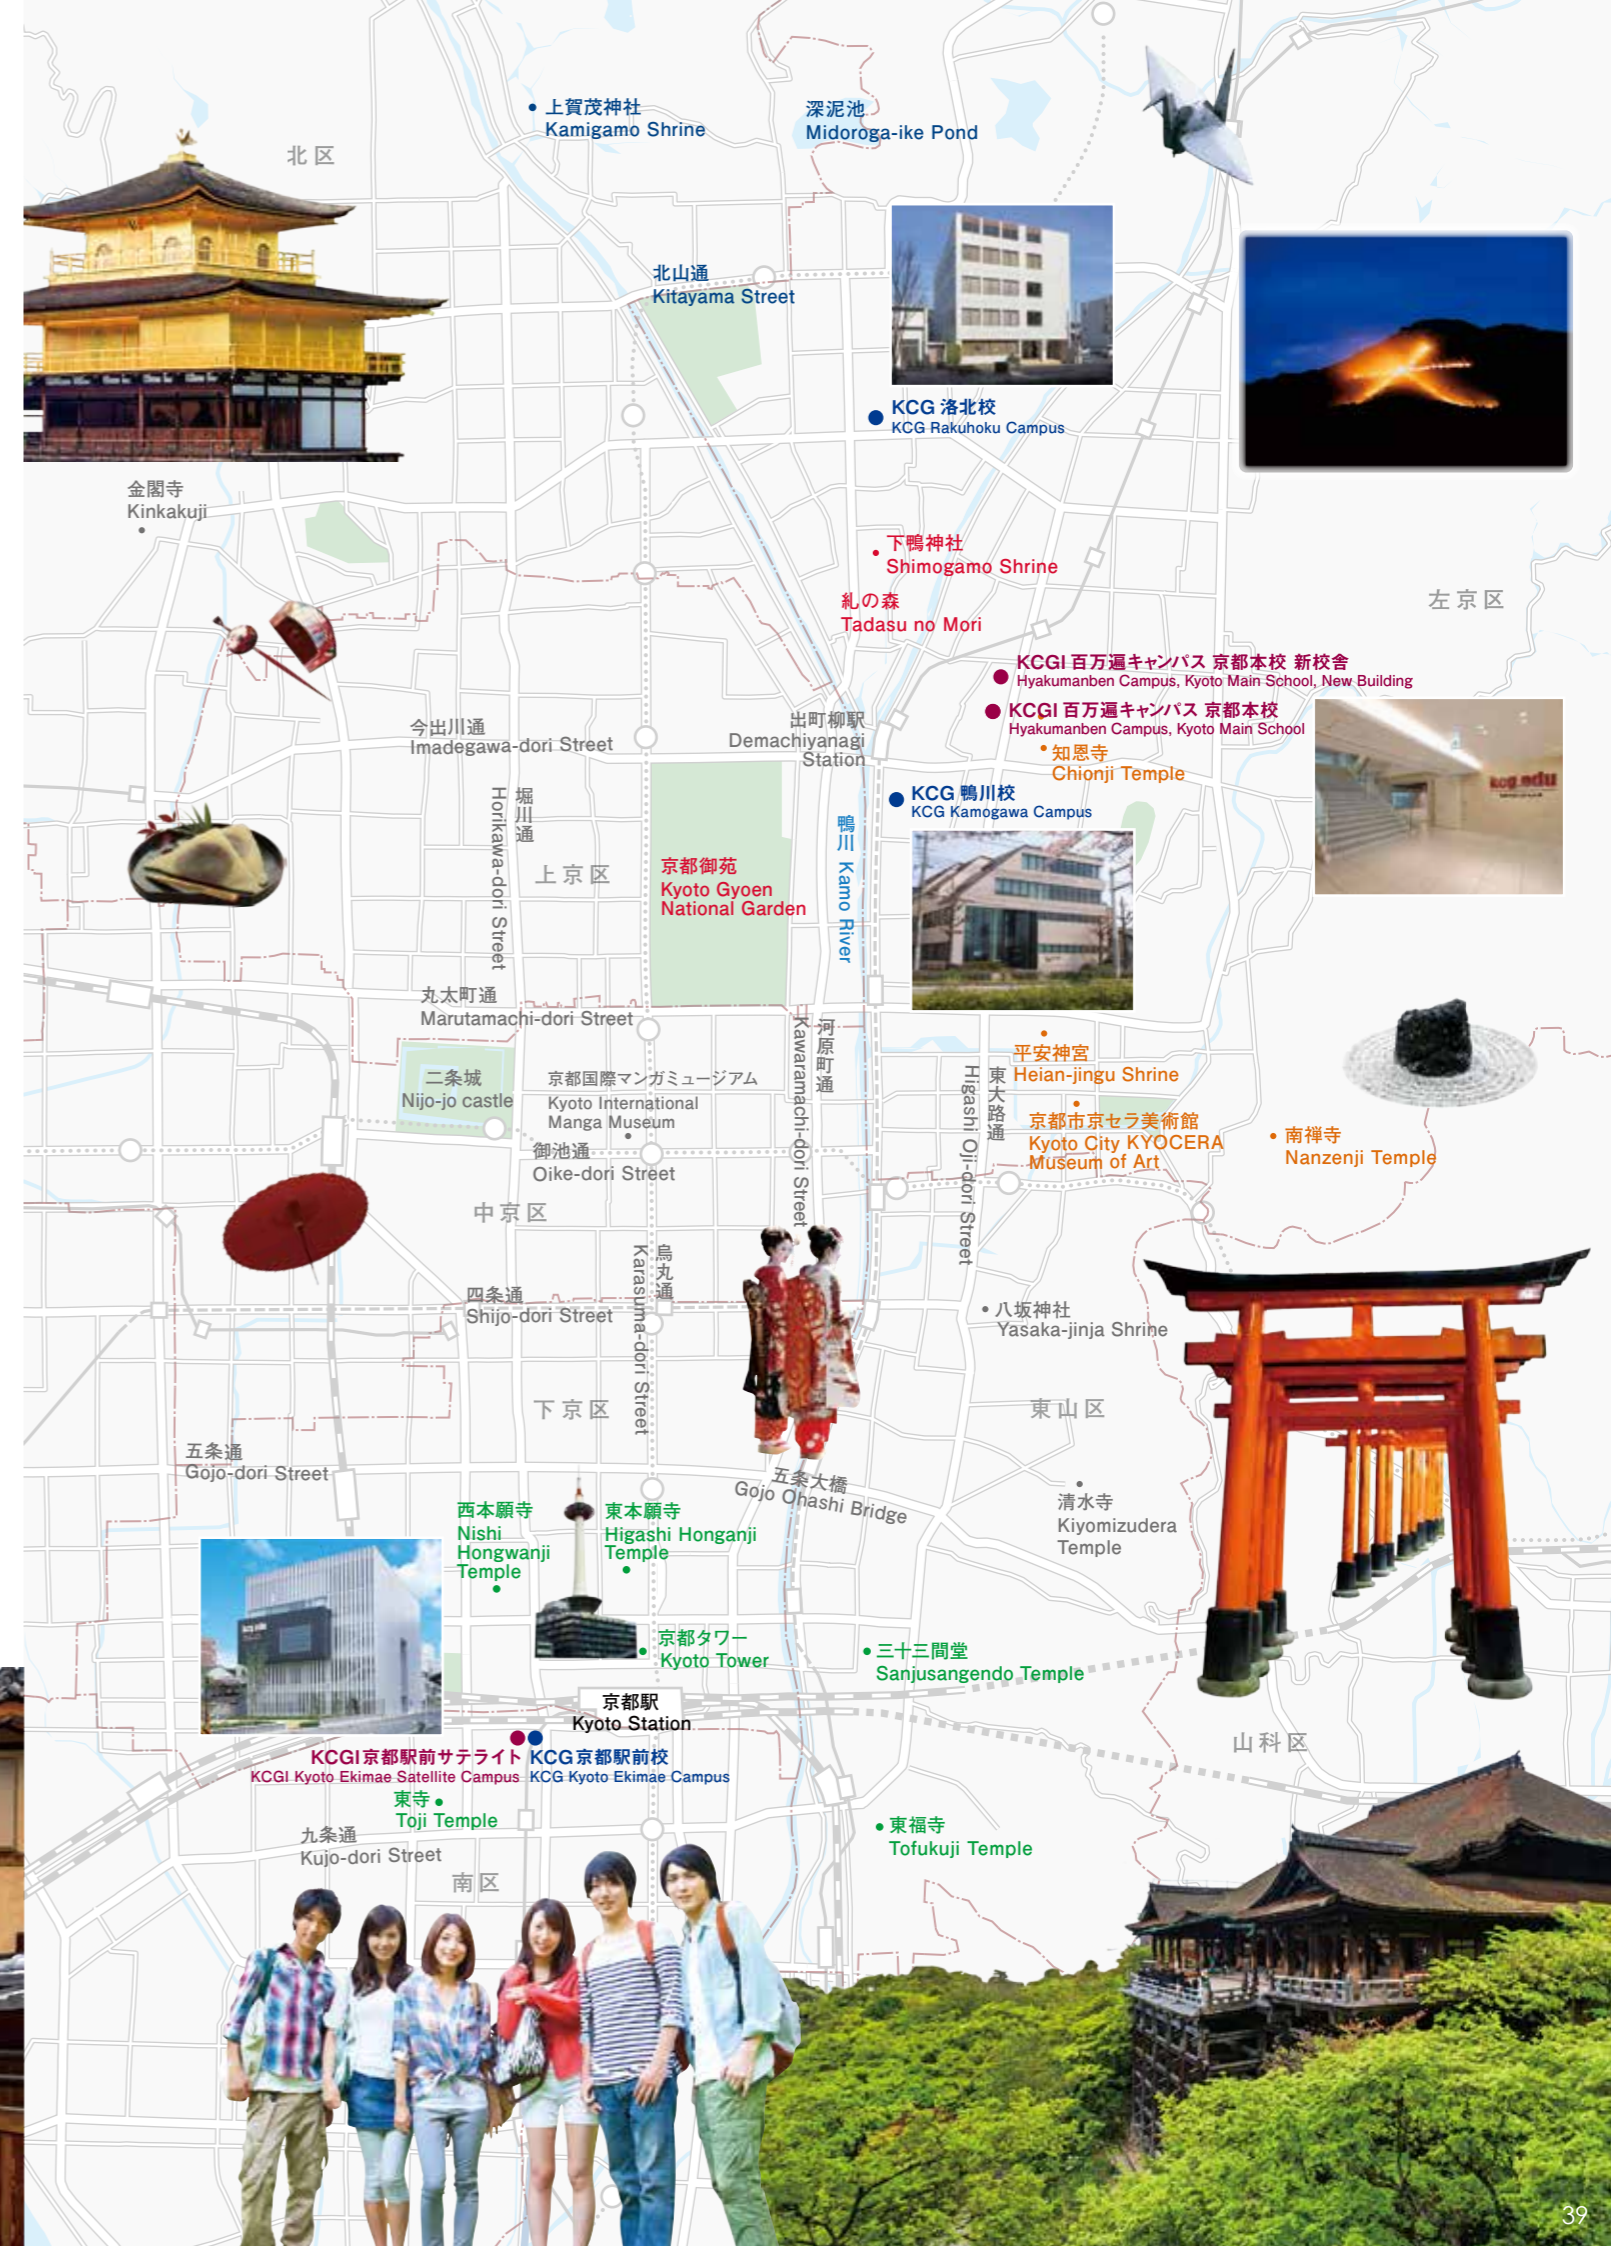 上賀茂神社
Kamigamo Shrine
深泥池
Midoroga-ike Pond
北区
北山通
Kitayama Street
KCG 洛北校
KCG Rakuhoku Campus
金閣寺
Kinkakuji
下鴨神社
Shimogamo Shrine
糺の森
Tadasu no Mori
左京区
KCGI 百万遍キャンパス 京都本校 新校舎
Hyakumanben Campus, Kyoto Main School, New Building
KCGI 百万遍キャンパス 京都本校
Hyakumanben Campus, Kyoto Main School
今出川通
Imadegawa-dori Street
出町柳駅
Demachiyanagi
Station
知恩寺
Chionji Temple
kcg.edu
KCG 鴨川校
KCG Kamogawa Campus
堀川通
Horikawa-dori Street
上京区
京都御苑
Kyoto Gyoen
National Garden
鴨川 Kamo River
丸太町通
Marutamachi-dori Street
河原町通
Kawaramachi-dori Street
東大路通
Higashi Oji-dori Street
平安神宮
Heian-jingu Shrine
二条城
Nijo-jo castle
京都国際マンガミュージアム
Kyoto International
Manga Museum
京都市京セラ美術館
Kyoto City KYOCERA
Museum of Art
南禅寺
Nanzenji Temple
御池通
Oike-dori Street
中京区
烏丸通
Karasuma-dori Street
四条通
Shijo-dori Street
八坂神社
Yasaka-jinja Shrine
下京区
東山区
五条通
Gojo-dori Street
五条大橋
Gojo Ohashi Bridge
清水寺
Kiyomizudera
Temple
西本願寺
Nishi
Hongwanji
Temple
東本願寺
Higashi Honganji
Temple
京都タワー
Kyoto Tower
三十三間堂
Sanjusangendo Temple
京都駅
Kyoto Station
山科区
KCGI京都駅前サテライト
KCGI Kyoto Ekimae Satellite Campus
KCG京都駅前校
KCG Kyoto Ekimae Campus
東寺
Toji Temple
東福寺
Tofukuji Temple
九条通
Kujo-dori Street
南区
39